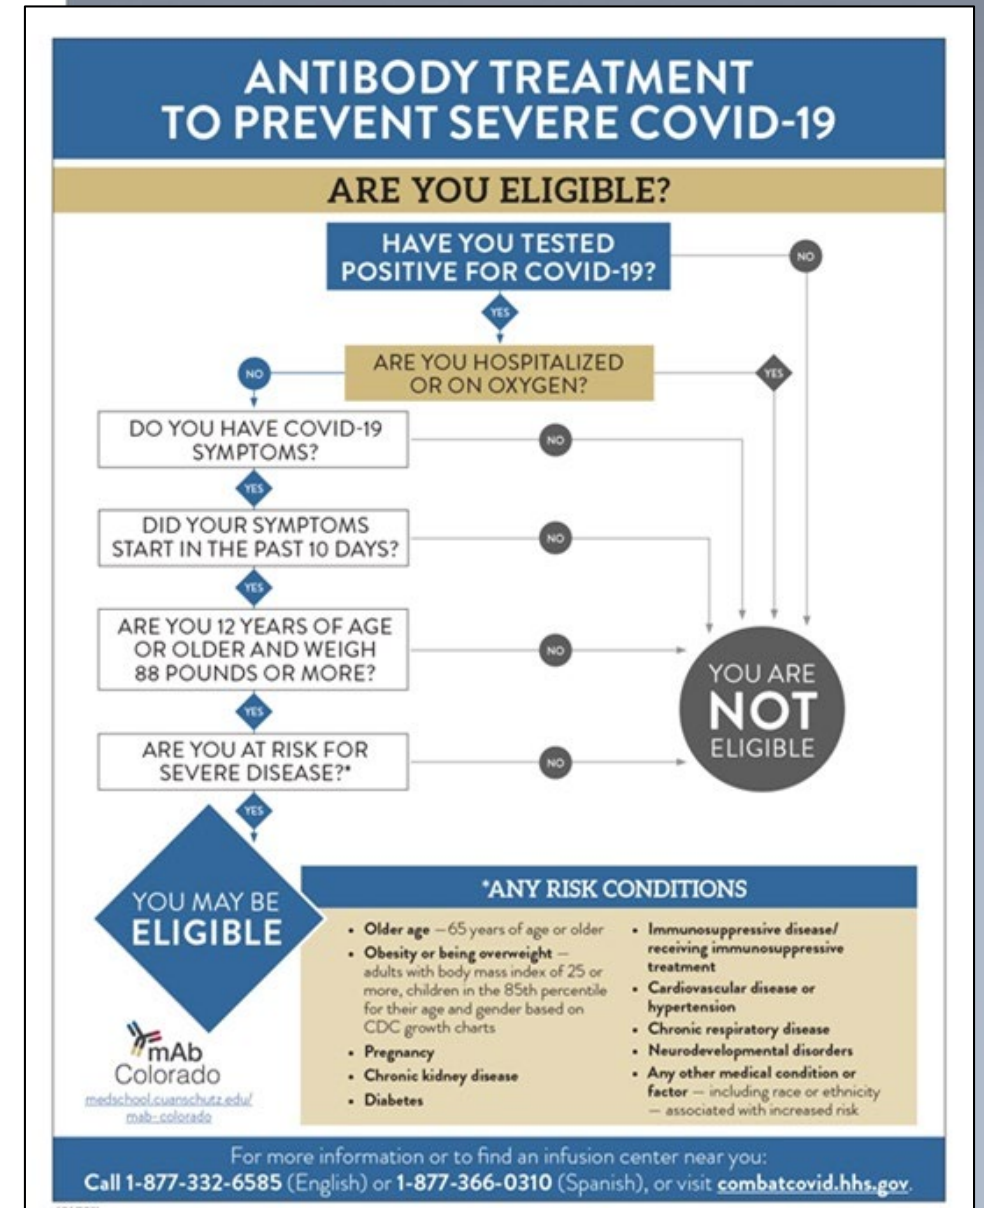 ANTIBODY TREATMENT
TO PREVENT SEVERE COVID-19
ARE YOU ELIGIBLE?
HAVE YOU TESTED
POSITIVE FOR COVID-19?
NO
YES
ARE YOU HOSPITALIZED
OR ON OXYGEN?
NO
YES
DO YOU HAVE COVID-19
SYMPTOMS?
NO
YES
DID YOUR SYMPTOMS
START IN THE PAST 10 DAYS?
NO
YES
ARE YOU 12 YEARS OF AGE
OR OLDER AND WEIGH
88 POUNDS OR MORE?
NO
YES
ARE YOU AT RISK FOR
SEVERE DISEASE?*
NO
YES
YOU ARE
NOT
ELIGIBLE
YOU MAY BE
ELIGIBLE
*ANY RISK CONDITIONS
• Older age — 65 years of age or older
• Obesity or being overweight —
adults with body mass index of 25 or
more, children in the 85th percentile
for their age and gender based on
CDC growth charts
• Pregnancy
• Chronic kidney disease
• Diabetes
• Immunosuppressive disease/
receiving immunosuppressive
treatment
• Cardiovascular disease or
hypertension
• Chronic respiratory disease
• Neurodevelopmental disorders
• Any other medical condition or
factor — including race or ethnicity
— associated with increased risk
mAb
Colorado
medschool.cuanschutz.edu/
mab-colorado
For more information or to find an infusion center near you:
Call 1-877-332-6585 (English) or 1-877-366-0310 (Spanish), or visit combatcovid.hhs.gov.